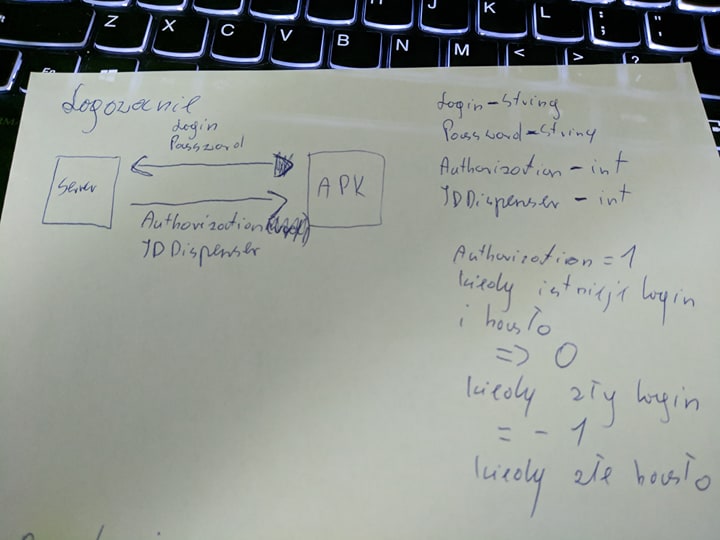 Z X C V B N M < >
J K L : ;
" '
?
Logowanie
Login
Password
Server
APK
Authorization
IDDispenser
Login - String
Password - String
Authorization - int
IDDispenser - int
Authorization = 1
kiedy istnieje login
i hasło
=> 0
kiedy zły login
= - 1
kiedy złe hasło